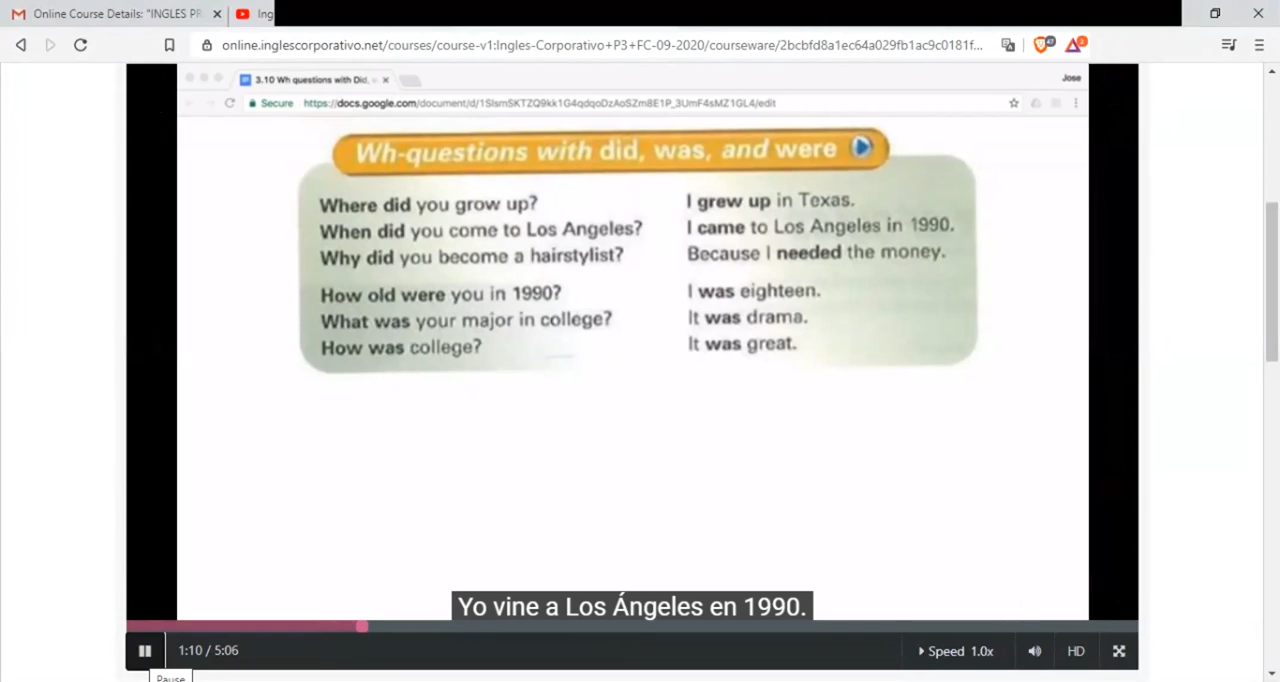 Online Course Details: "INGLES PR
Ing
online.inglescorporativo.net/courses/course-v1:Ingles-Corporativo+P3+FC-09-2020/courseware/2bcbfd8a1ec64a029fb1ac9c0181f...
47
2
3.10 Wh questions with Did,
Jose
Secure
https://docs.google.com/document/d/1SlsmSKTZQ9kk1G4qdqoDzAoSZm8E1P_3UmF4sMZ1GL4/edit
Wh-questions with did, was, and were
Where did you grow up?
I grew up in Texas.
When did you come to Los Angeles?
I came to Los Angeles in 1990.
Why did you become a hairstylist?
Because I needed the money.
How old were you in 1990?
I was eighteen.
What was your major in college?
It was drama.
How was college?
It was great.
Yo vine a Los Ángeles en 1990.
1:10 / 5:06
Speed 1.0x
HD
Pause